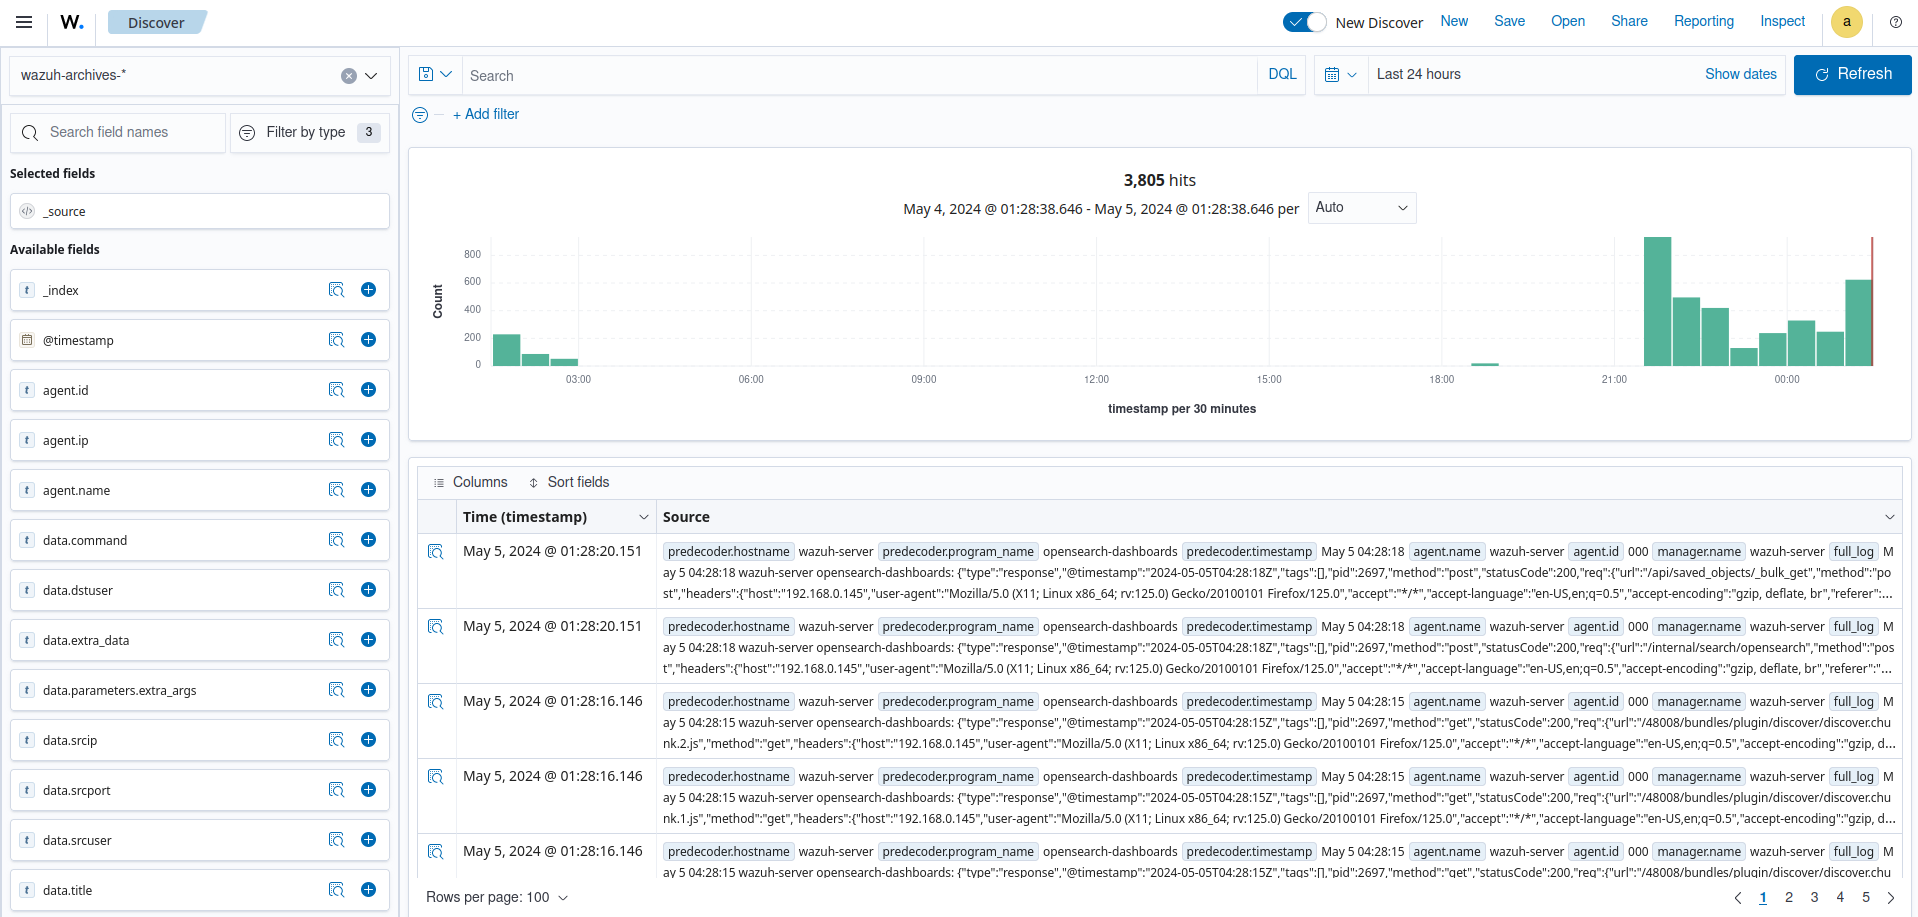 W.
Discover
New Discover
New
Save
Open
Share
Reporting
Inspect
a
wazuh-archives-*
Search
DQL
Last 24 hours
Show dates
Refresh
+ Add filter
Search field names
Filter by type 3
Selected fields
_source
Available fields
t _index
@timestamp
t agent.id
t agent.ip
t agent.name
t data.command
t data.dstuser
t data.extra_data
t data.parameters.extra_args
t data.srcip
t data.srcport
t data.srcuser
t data.title
3,805 hits
May 4, 2024 @ 01:28:38.646 - May 5, 2024 @ 01:28:38.646 per Auto
Count
800
600
400
200
0
03:00 06:00 09:00 12:00 15:00 18:00 21:00 00:00
timestamp per 30 minutes
Columns Sort fields
Time (timestamp) Source
May 5, 2024 @ 01:28:20.151 predecoder.hostname wazuh-server predecoder.program_name opensearch-dashboards predecoder.timestamp May 5 04:28:18 agent.name wazuh-server agent.id 000 manager.name wazuh-server full_log M
ay 5 04:28:18 wazuh-server opensearch-dashboards: {"type":"response","@timestamp":"2024-05-05T04:28:18Z","tags":[],"pid":2697,"method":"post","statusCode":200,"req":{"url":"/api/saved_objects/_bulk_get","method":"po
st","headers":{"host":"192.168.0.145","user-agent":"Mozilla/5.0 (X11; Linux x86_64; rv:125.0) Gecko/20100101 Firefox/125.0","accept":"*/*","accept-language":"en-US,en;q=0.5","accept-encoding":"gzip, deflate, br","referer":...
May 5, 2024 @ 01:28:20.151 predecoder.hostname wazuh-server predecoder.program_name opensearch-dashboards predecoder.timestamp May 5 04:28:18 agent.name wazuh-server agent.id 000 manager.name wazuh-server full_log M
ay 5 04:28:18 wazuh-server opensearch-dashboards: {"type":"response","@timestamp":"2024-05-05T04:28:18Z","tags":[],"pid":2697,"method":"post","statusCode":200,"req":{"url":"/internal/search/opensearch","method":"pos
t","headers":{"host":"192.168.0.145","user-agent":"Mozilla/5.0 (X11; Linux x86_64; rv:125.0) Gecko/20100101 Firefox/125.0","accept":"*/*","accept-language":"en-US,en;q=0.5","accept-encoding":"gzip, deflate, br","referer":"...
May 5, 2024 @ 01:28:16.146 predecoder.hostname wazuh-server predecoder.program_name opensearch-dashboards predecoder.timestamp May 5 04:28:15 agent.name wazuh-server agent.id 000 manager.name wazuh-server full_log M
ay 5 04:28:15 wazuh-server opensearch-dashboards: {"type":"response","@timestamp":"2024-05-05T04:28:15Z","tags":[],"pid":2697,"method":"get","statusCode":200,"req":{"url":"/48008/bundles/plugin/discover/discover.chu
nk.2.js","method":"get","headers":{"host":"192.168.0.145","user-agent":"Mozilla/5.0 (X11; Linux x86_64; rv:125.0) Gecko/20100101 Firefox/125.0","accept":"*/*","accept-language":"en-US,en;q=0.5","accept-encoding":"gzip, d...
May 5, 2024 @ 01:28:16.146 predecoder.hostname wazuh-server predecoder.program_name opensearch-dashboards predecoder.timestamp May 5 04:28:15 agent.name wazuh-server agent.id 000 manager.name wazuh-server full_log M
ay 5 04:28:15 wazuh-server opensearch-dashboards: {"type":"response","@timestamp":"2024-05-05T04:28:15Z","tags":[],"pid":2697,"method":"get","statusCode":200,"req":{"url":"/48008/bundles/plugin/discover/discover.chu
nk.1.js","method":"get","headers":{"host":"192.168.0.145","user-agent":"Mozilla/5.0 (X11; Linux x86_64; rv:125.0) Gecko/20100101 Firefox/125.0","accept":"*/*","accept-language":"en-US,en;q=0.5","accept-encoding":"gzip, d...
May 5, 2024 @ 01:28:16.146 predecoder.hostname wazuh-server predecoder.program_name opensearch-dashboards predecoder.timestamp May 5 04:28:15 agent.name wazuh-server agent.id 000 manager.name wazuh-server full_log M
ay 5 04:28:15 wazuh-server opensearch-dashboards: {"type":"response","@timestamp":"2024-05-05T04:28:15Z","tags":[],"pid":2697,"method":"get","statusCode":200,"req":{"url":"/48008/bundles/plugin/discover/discover.chu
Rows per page: 100
1 2 3 4 5